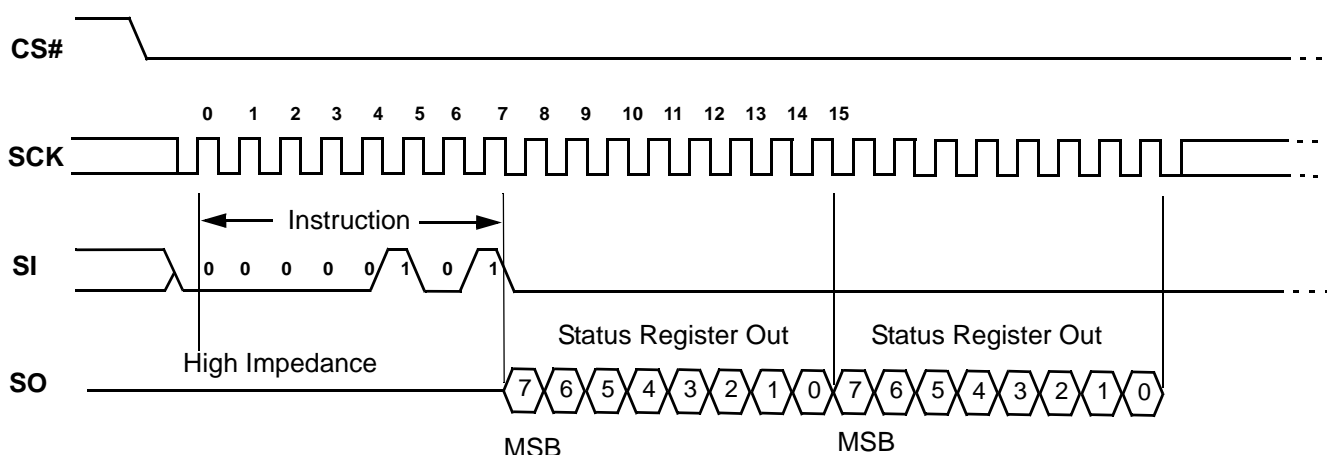 CS#
0 1 2 3 4 5 6 7 8 9 10 11 12 13 14 15
SCK
Instruction
SI 0 0 0 0 0 1 0 1
Status Register Out Status Register Out
High Impedance
SO 7 6 5 4 3 2 1 0 7 6 5 4 3 2 1 0
MSB MSB